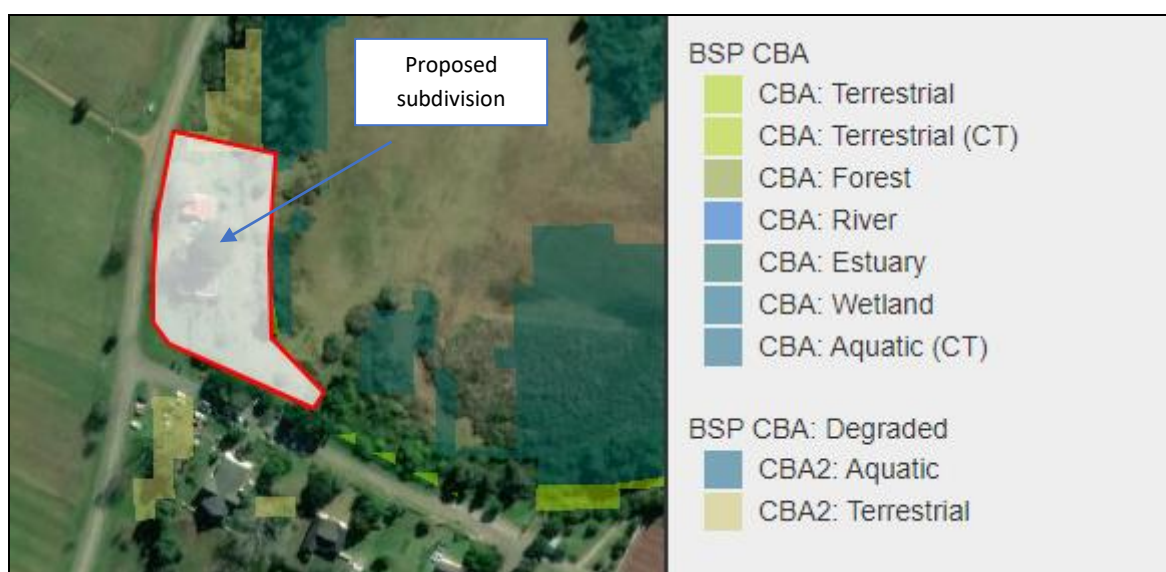 Proposed
subdivision
BSP CBA
CBA: Terrestrial
CBA: Terrestrial (CT)
CBA: Forest
CBA: River
CBA: Estuary
CBA: Wetland
CBA: Aquatic (CT)
BSP CBA: Degraded
CBA2: Aquatic
CBA2: Terrestrial